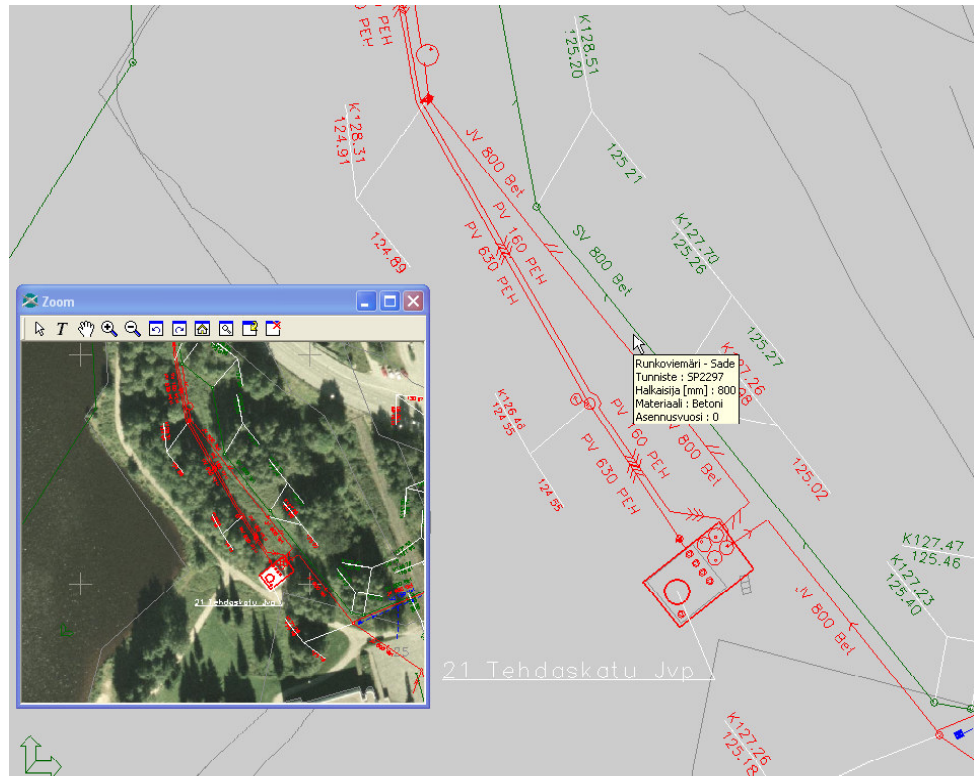 PEH
PEH
K128.51
125.20
K128.31
124.91
JV 800 Bet
125.21
PV 160 PEH
PV 630 PEH
124.89
SV 800 Bet
K127.70
125.26
125.27
Zoom
T
K127.26
98
Runkoviemäri - Sade
Tunniste : SP2297
Halkaisija [mm] : 800
Materiaali : Betoni
Asennusvuosi : 0
124.55
PV 160 PEH
PV 630 PEH
V 800 Bet
125.02
K127.47
125.46
K127.23
125.40
JV 800 Bet
124.55
21 Tehdaskatu Jvp
21 Tehdaskatu Jvp
K127.26
125.18